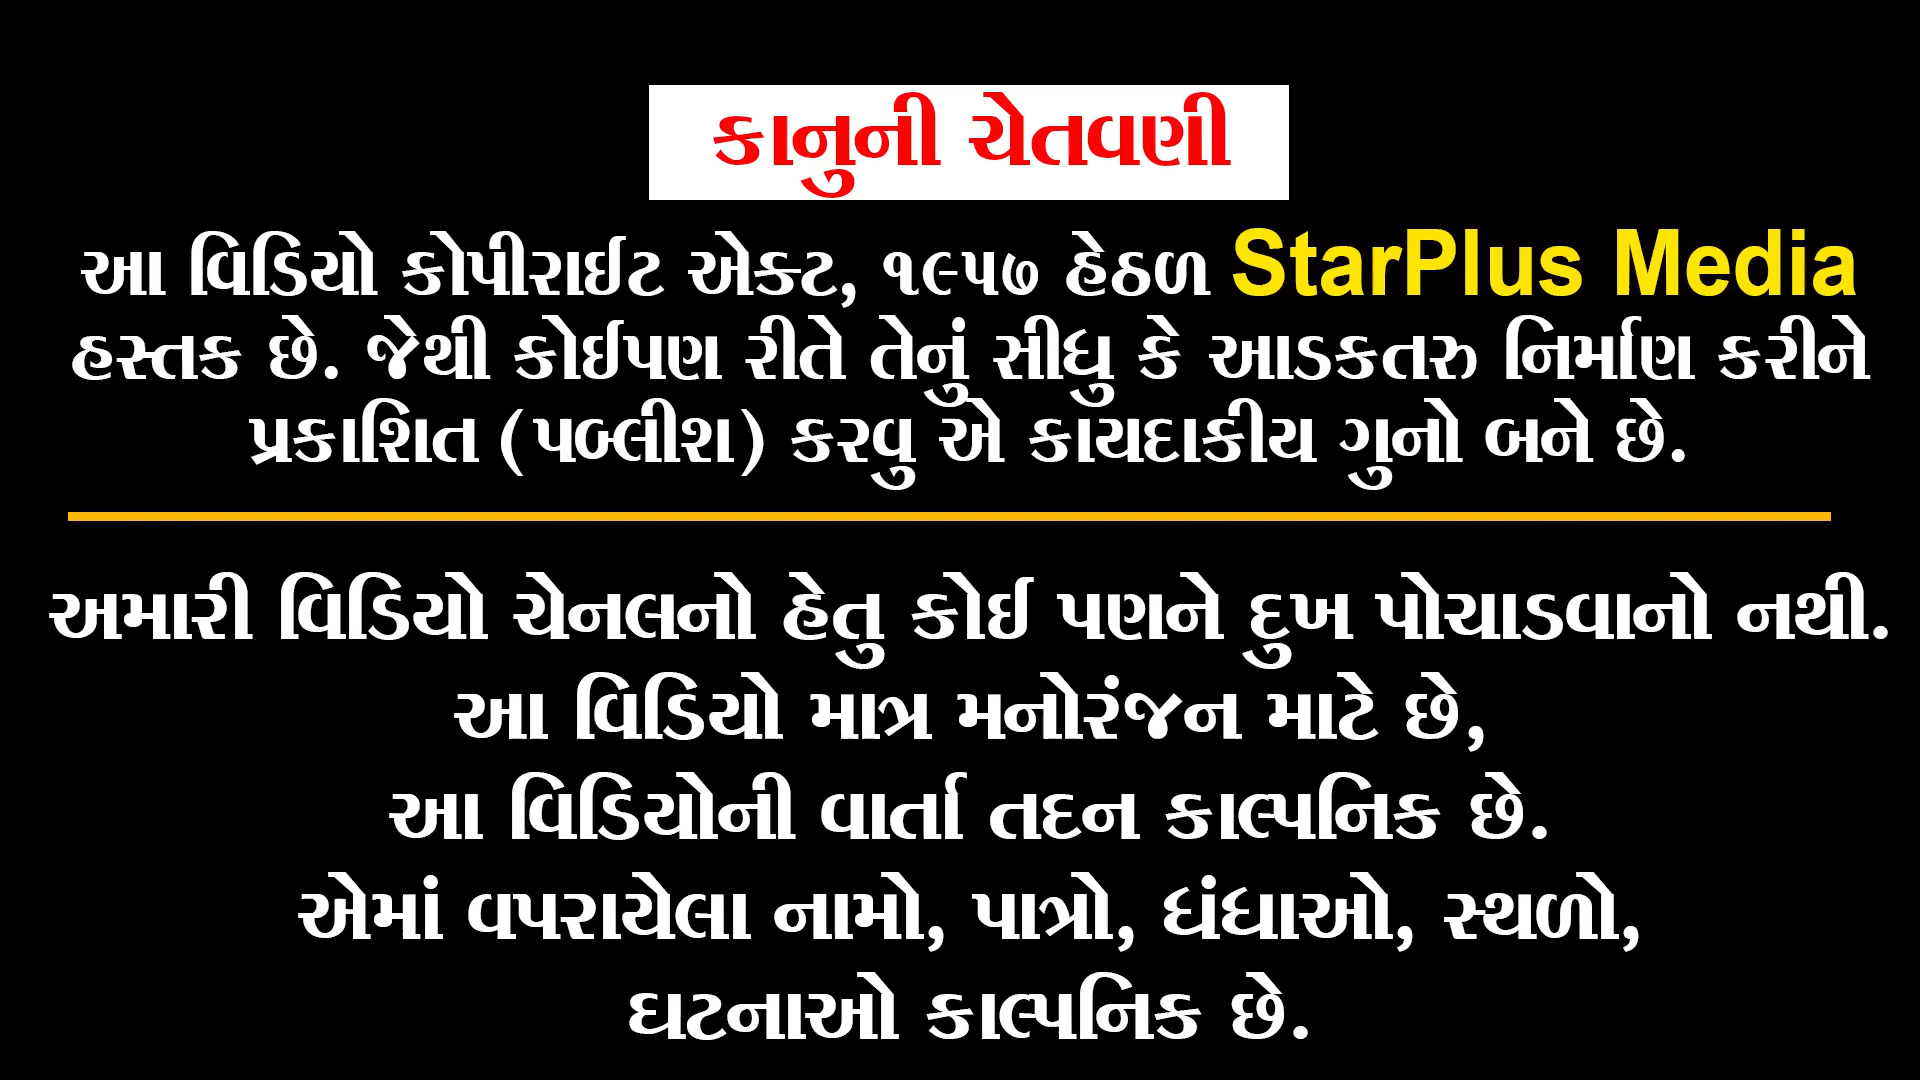 કાનુની ચેતવણી
આ વિડિયો કોપીરાઈટ એક્ટ, ૧૯૫૭ હેઠળ StarPlus Media
હસ્તક છે. જેથી કોઈપણ રીતે તેનું સીધુ કે આડકતરુ નિર્માણ કરીને
પ્રકાશિત (પબ્લીશ) કરવુ એ કાયદાકીય ગુનો બને છે.
અમારી વિડિયો ચેનલનો હેતુ કોઈ પણને દુખ પોચાડવાનો નથી.
આ વિડિયો માત્ર મનોરંજન માટે છે,
આ વિડિયોની વાર્તા તદન કાલ્પનિક છે.
એમાં વપરાયેલા નામો, પાત્રો, ધંધાઓ, સ્થળો,
ઘટનાઓ કાલ્પનિક છે.